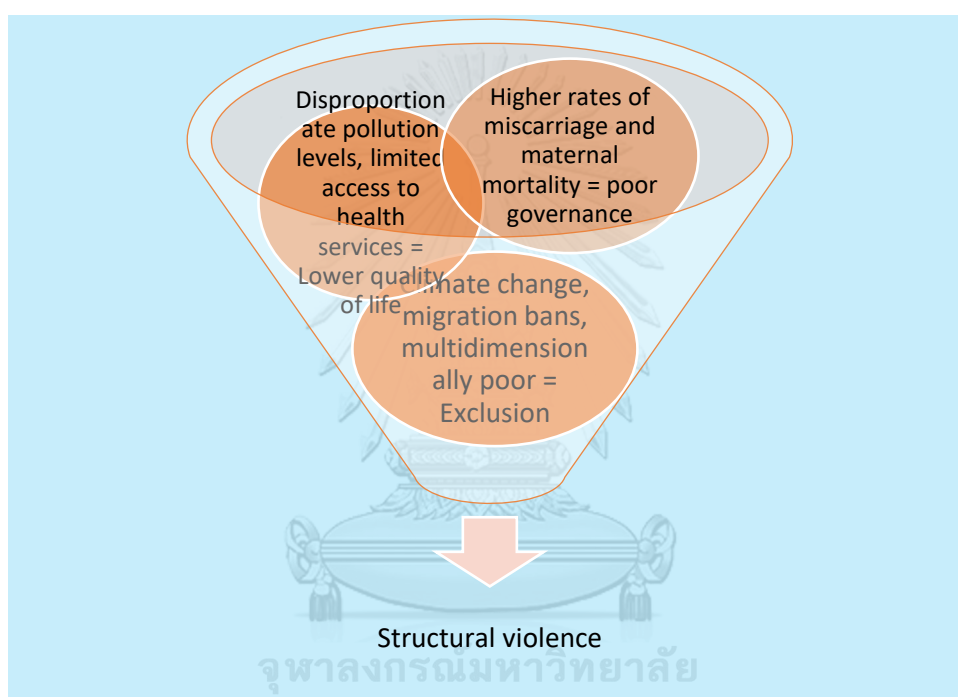 Disproportion
ate pollution
levels, limited
access to
health
services =
Lower quality
of life
Higher rates of
miscarriage and
maternal
mortality = poor
governance
Climate change,
migration bans,
multidimension
ally poor =
Exclusion
Structural violence
จุฬาลงกรณ์มหาวิทยาลัย